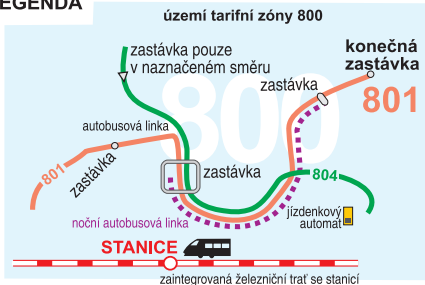 LEGENDA
území tarifní zóny 800
zastávka pouze
v naznačeném směru
konečná
zastávka
zastávka
801
800
autobusová linka
801
zastávka
zastávka
804
noční autobusová linka
jízdenkový
automat
STANICE
zaintegrovaná železniční trať se stanicí